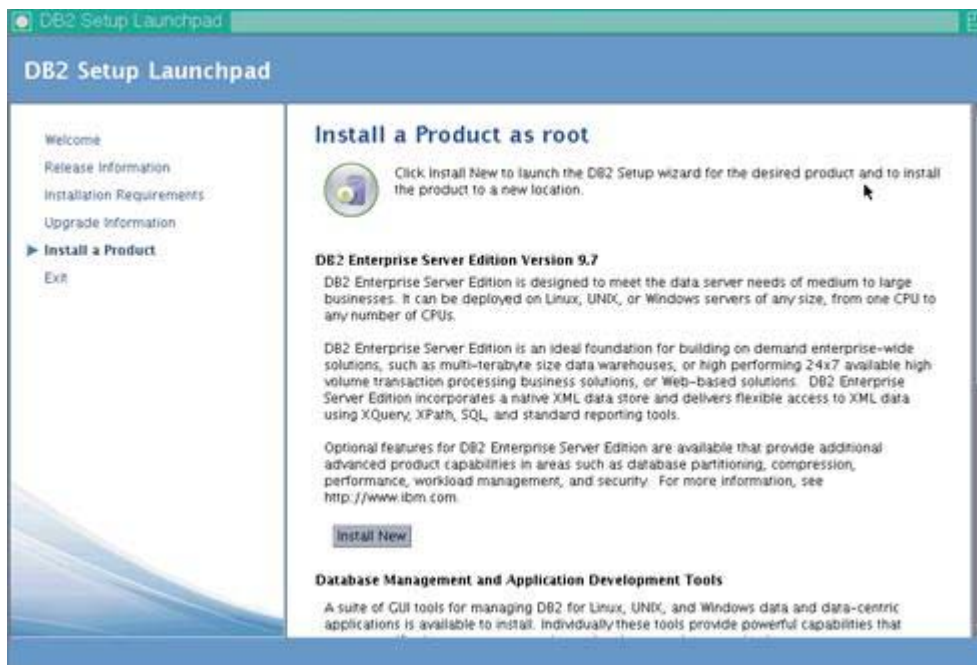 DB2 Setup Launchpad
DB2 Setup Launchpad
Welcome
Release Information
Installation Requirements
Upgrade Information
Install a Product
Exit
Install a Product as root
Click Install New to launch the DB2 Setup wizard for the desired product and to install
the product to a new location.
DB2 Enterprise Server Edition Version 9.7
DB2 Enterprise Server Edition is designed to meet the data server needs of medium to large
businesses. It can be deployed on Linux, UNIX, or Windows servers of any size, from one CPU to
any number of CPUs.
DB2 Enterprise Server Edition is an ideal foundation for building on demand enterprise-wide
solutions, such as multi-terabyte size data warehouses, or high performing 24x7 available high
volume transaction processing business solutions, or Web-based solutions. DB2 Enterprise
Server Edition incorporates a native XML data store and delivers flexible access to XML data
using XQuery, XPath, SQL, and standard reporting tools.
Optional features for DB2 Enterprise Server Edition are available that provide additional
advanced product capabilities in areas such as database partitioning, compression,
performance, workload management, and security. For more information, see
http://www.ibm.com.
Install New
Database Management and Application Development Tools
A suite of GUI tools for managing DB2 for Linux, UNIX, and Windows data and data-centric
applications is available to install. Individually these tools provide powerful capabilities that